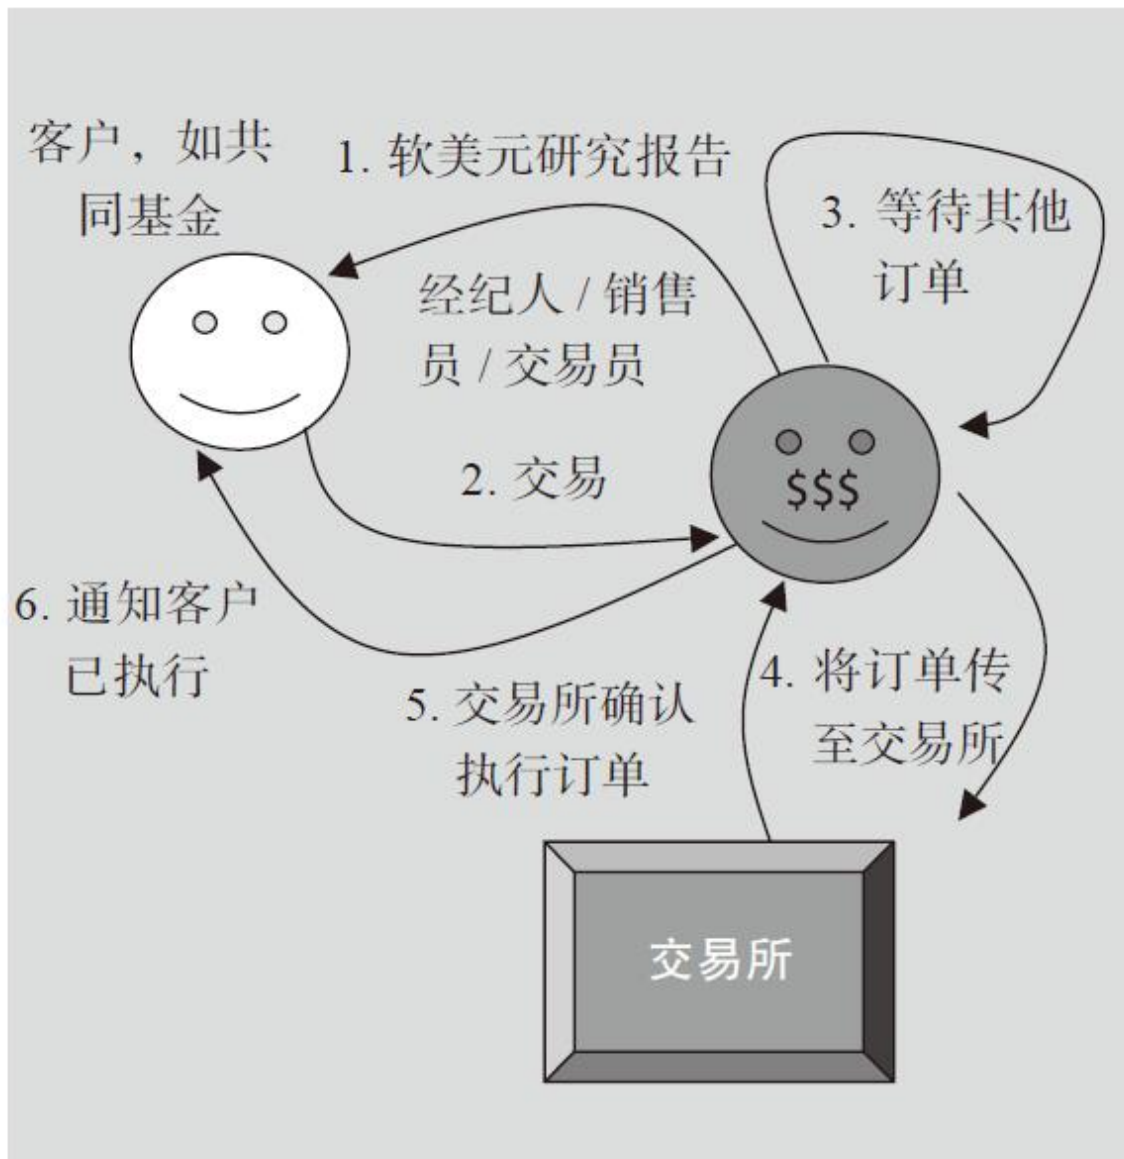 客户，如共
同基金
1. 软美元研究报告
3. 等待其他
订单
经纪人 / 销售
员 / 交易员
$$$
2. 交易
6. 通知客户
已执行
5. 交易所确认
执行订单
4. 将订单传
至交易所
交易所